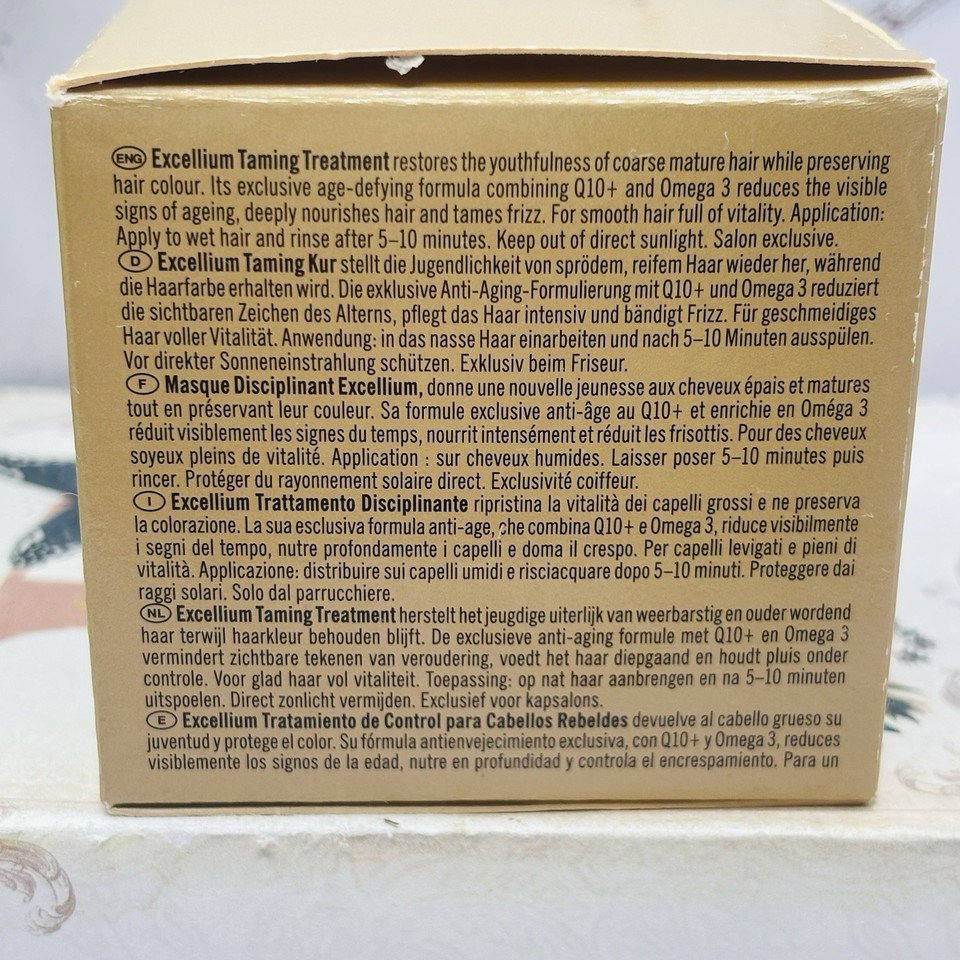 ENG Excellium Taming Treatment restores the youthfulness of coarse mature hair while preserving
hair colour. Its exclusive age-defying formula combining Q10+ and Omega 3 reduces the visible
signs of ageing, deeply nourishes hair and tames frizz. For smooth hair full of vitality. Application:
Apply to wet hair and rinse after 5–10 minutes. Keep out of direct sunlight. Salon exclusive.
D Excellium Taming Kur stellt die Jugendlichkeit von sprödem, reifem Haar wieder her, während
die Haarfarbe erhalten wird. Die exklusive Anti-Aging-Formulierung mit Q10+ und Omega 3 reduziert
die sichtbaren Zeichen des Alterns, pflegt das Haar intensiv und bändigt Frizz. Für geschmeidiges
Haar voller Vitalität. Anwendung: in das nasse Haar einarbeiten und nach 5–10 Minuten ausspülen.
Vor direkter Sonneneinstrahlung schützen. Exklusiv beim Friseur.
F Masque Disciplinant Excellium, donne une nouvelle jeunesse aux cheveux épais et matures
tout en préservant leur couleur. Sa formule exclusive anti-âge au Q10+ et enrichie en Oméga 3
réduit visiblement les signes du temps, nourrit intensément et réduit les frisottis. Pour des cheveux
soyeux pleins de vitalité. Application : sur cheveux humides. Laisser poser 5–10 minutes puis
rincer. Protéger du rayonnement solaire direct. Exclusivité coiffeur.
I Excellium Trattamento Disciplinante ripristina la vitalità dei capelli grossi e ne preserva
la colorazione. La sua esclusiva formula anti-age, che combina Q10+ e Omega 3, riduce visibilmente
i segni del tempo, nutre profondamente i capelli e doma il crespo. Per capelli levigati e pieni di
vitalità. Applicazione: distribuire sui capelli umidi e risciacquare dopo 5–10 minuti. Proteggere dai
raggi solari. Solo dal parrucchiere.
NL Excellium Taming Treatment herstelt het jeugdige uiterlijk van weerbarstig en ouder wordend
haar terwijl haarkleur behouden blijft. De exclusieve anti-aging formule met Q10+ en Omega 3
vermindert zichtbare tekenen van veroudering, voedt het haar diepgaand en houdt pluis onder
controle. Voor glad haar vol vitaliteit. Toepassing: op nat haar aanbrengen en na 5–10 minuten
uitspoelen. Direct zonlicht vermijden. Exclusief voor kapsalons.
E Excellium Tratamiento de Control para Cabellos Rebeldes devuelve al cabello grueso su
juventud y protege el color. Su fórmula antienvejecimiento exclusiva, con Q10+ y Omega 3, reduces
visiblemente los signos de la edad, nutre en profundidad y controla el encrespamiento. Para un